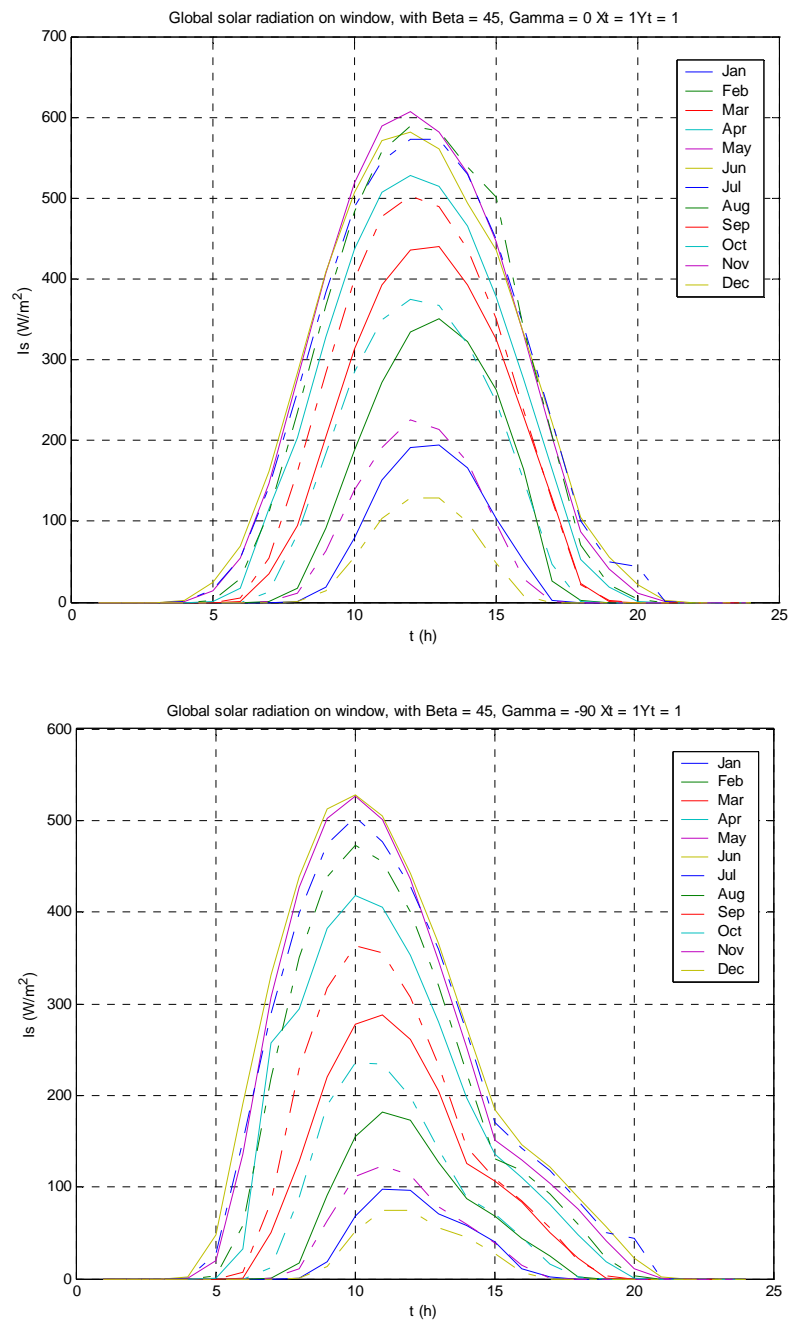 Global solar radiation on window, with Beta = 45, Gamma = 0 Xt = 1Yt = 1
700
600
500
400
300
200
100
0
Is (W/m²)
Jan
Feb
Mar
Apr
May
Jun
Jul
Aug
Sep
Oct
Nov
Dec
0 5 10 15 20 25
t (h)
Global solar radiation on window, with Beta = 45, Gamma = -90 Xt = 1Yt = 1
600
500
400
300
200
100
0
Is (W/m²)
Jan
Feb
Mar
Apr
May
Jun
Jul
Aug
Sep
Oct
Nov
Dec
0 5 10 15 20 25
t (h)